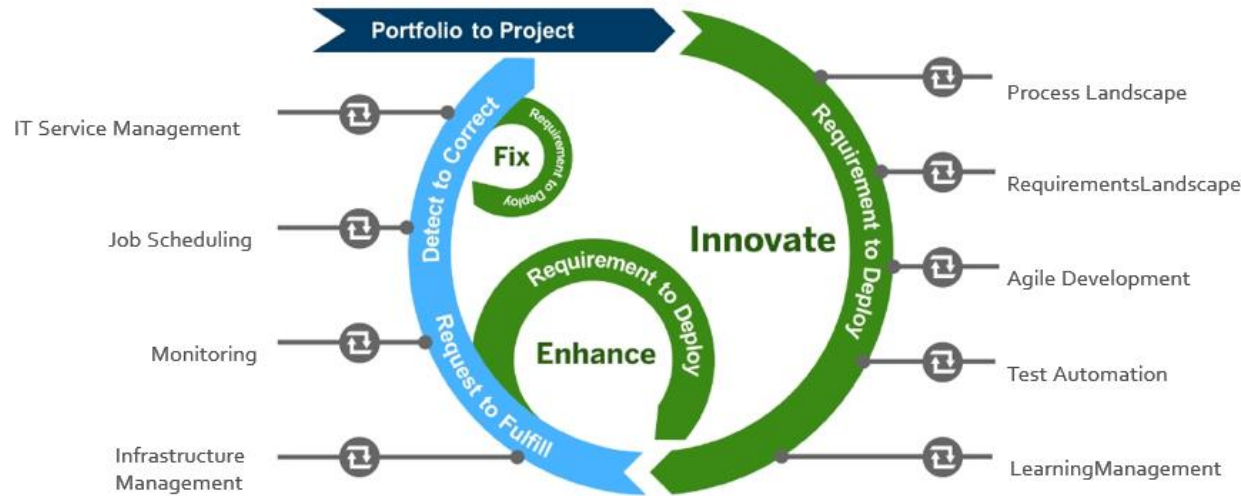 Portfolio to Project
IT Service Management
Job Scheduling
Monitoring
Infrastructure
Management
Detect to Correct
Request to Fulfill
Fix
Requirement to Deploy
Enhance
Requirement to Deploy
Innovate
Requirement to Deploy
Process Landscape
RequirementsLandscape
Agile Development
Test Automation
LearningManagement